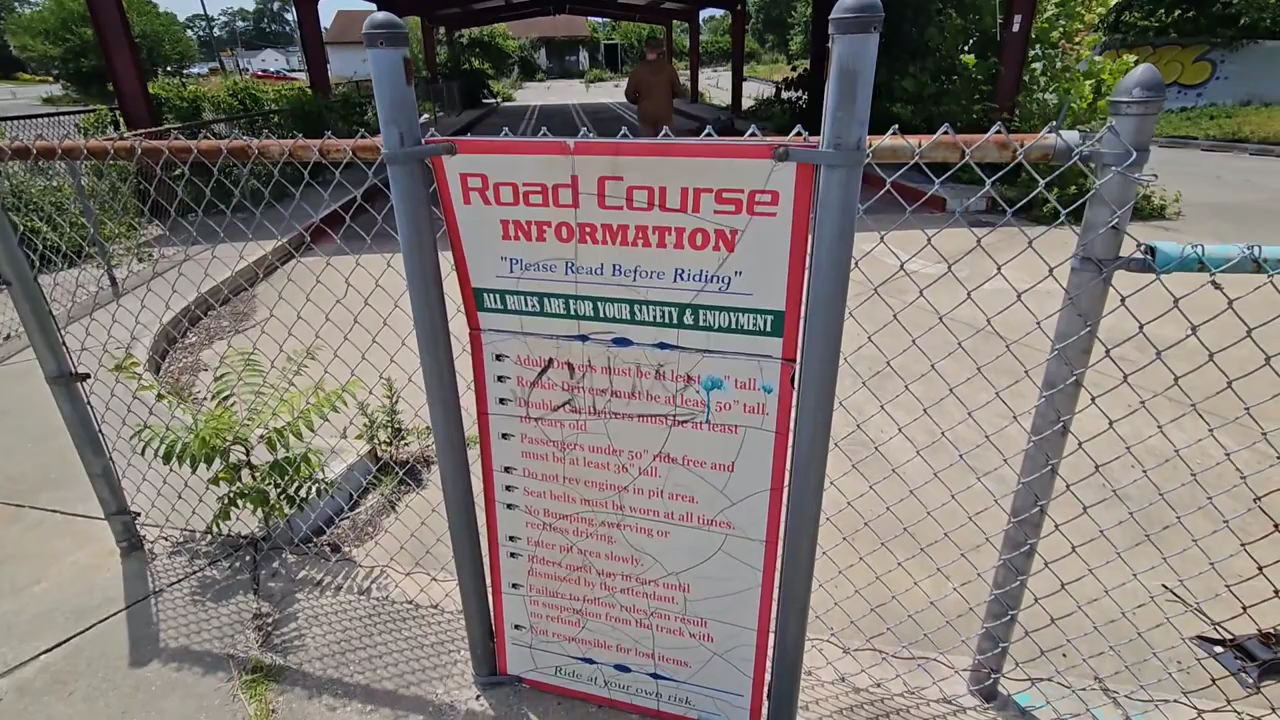 Road Course
INFORMATION
"Please Read Before Riding"
ALL RULES ARE FOR YOUR SAFETY & ENJOYMENT
Adult Drivers must be at least " tall.
Rookie Drivers must be at least 50" tall.
Double Car Drivers must be at least
16 years old
Passengers under 50" ride free and
must be at least 36" tall.
Do not rev engines in pit area.
Seat belts must be worn at all times.
No Bumping, swerving or
reckless driving.
Enter pit area slowly.
Riders must stay in cars until
dismissed by the attendant.
Failure to follow rules can result
in suspension from the track with
no refund.
Not responsible for lost items.
Ride at your own risk.